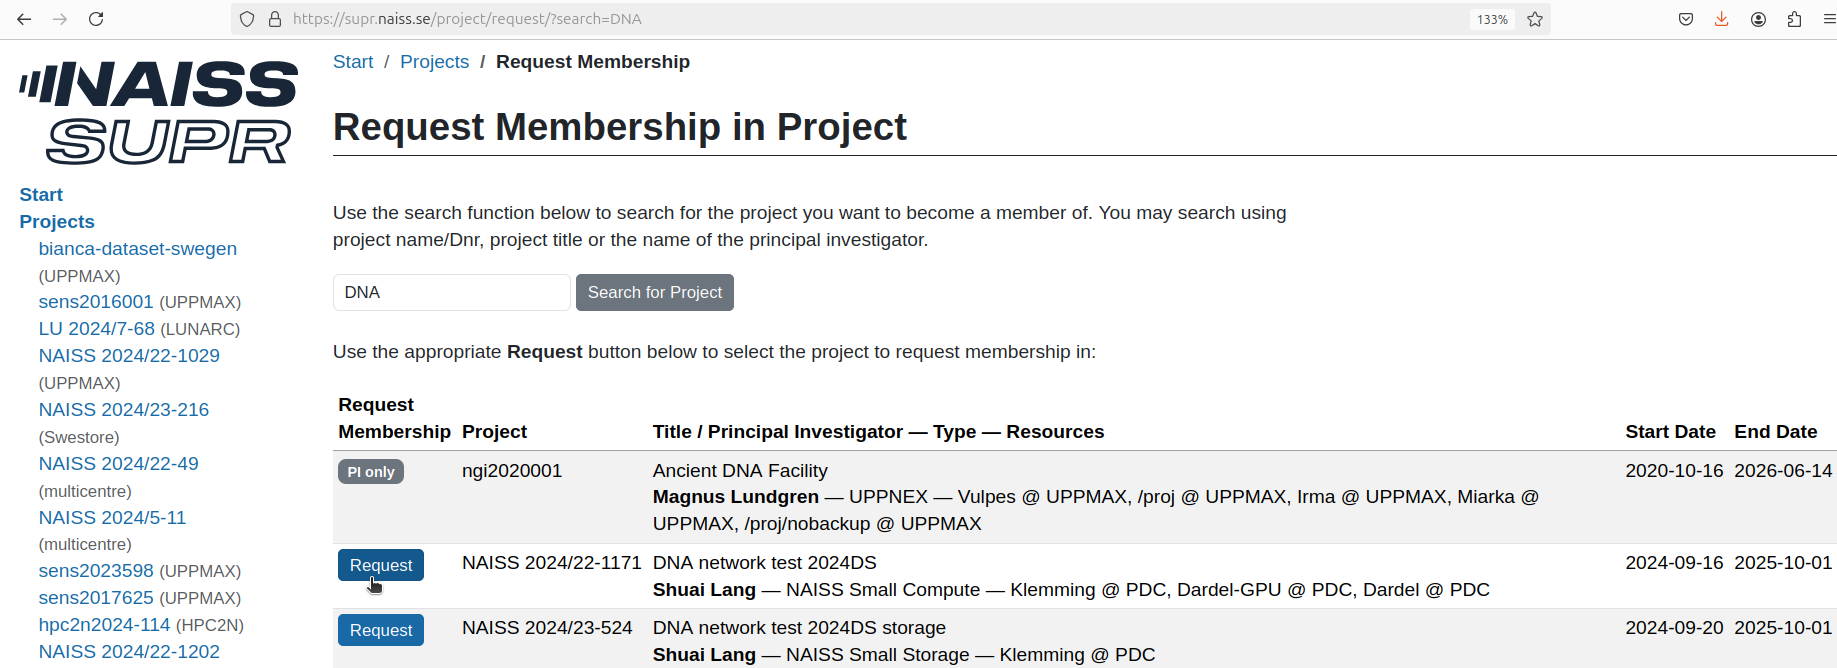 https://supr.naiss.se/project/request/?search=DNA
133%
NAISS
SUPR
Start / Projects / Request Membership
Request Membership in Project
Start
Projects
bianca-dataset-swegen
(UPPMAX)
sens2016001 (UPPMAX)
LU 2024/7-68 (LUNARC)
NAISS 2024/22-1029
(UPPMAX)
NAISS 2024/23-216
(Swestore)
NAISS 2024/22-49
(multicentre)
NAISS 2024/5-11
(multicentre)
sens2023598 (UPPMAX)
sens2017625 (UPPMAX)
hpc2n2024-114 (HPC2N)
NAISS 2024/22-1202
Use the search function below to search for the project you want to become a member of. You may search using
project name/Dnr, project title or the name of the principal investigator.
DNA
Search for Project
Use the appropriate Request button below to select the project to request membership in:
Request
Membership Project Title / Principal Investigator — Type — Resources Start Date End Date
PI only ngi2020001 Ancient DNA Facility 2020-10-16 2026-06-14
Magnus Lundgren — UPPNEX — Vulpes @ UPPMAX, /proj @ UPPMAX, Irma @ UPPMAX, Miarka @
UPPMAX, /proj/nobackup @ UPPMAX
Request NAISS 2024/22-1171 DNA network test 2024DS 2024-09-16 2025-10-01
Shuai Lang — NAISS Small Compute — Klemming @ PDC, Dardel-GPU @ PDC, Dardel @ PDC
Request NAISS 2024/23-524 DNA network test 2024DS storage 2024-09-20 2025-10-01
Shuai Lang — NAISS Small Storage — Klemming @ PDC